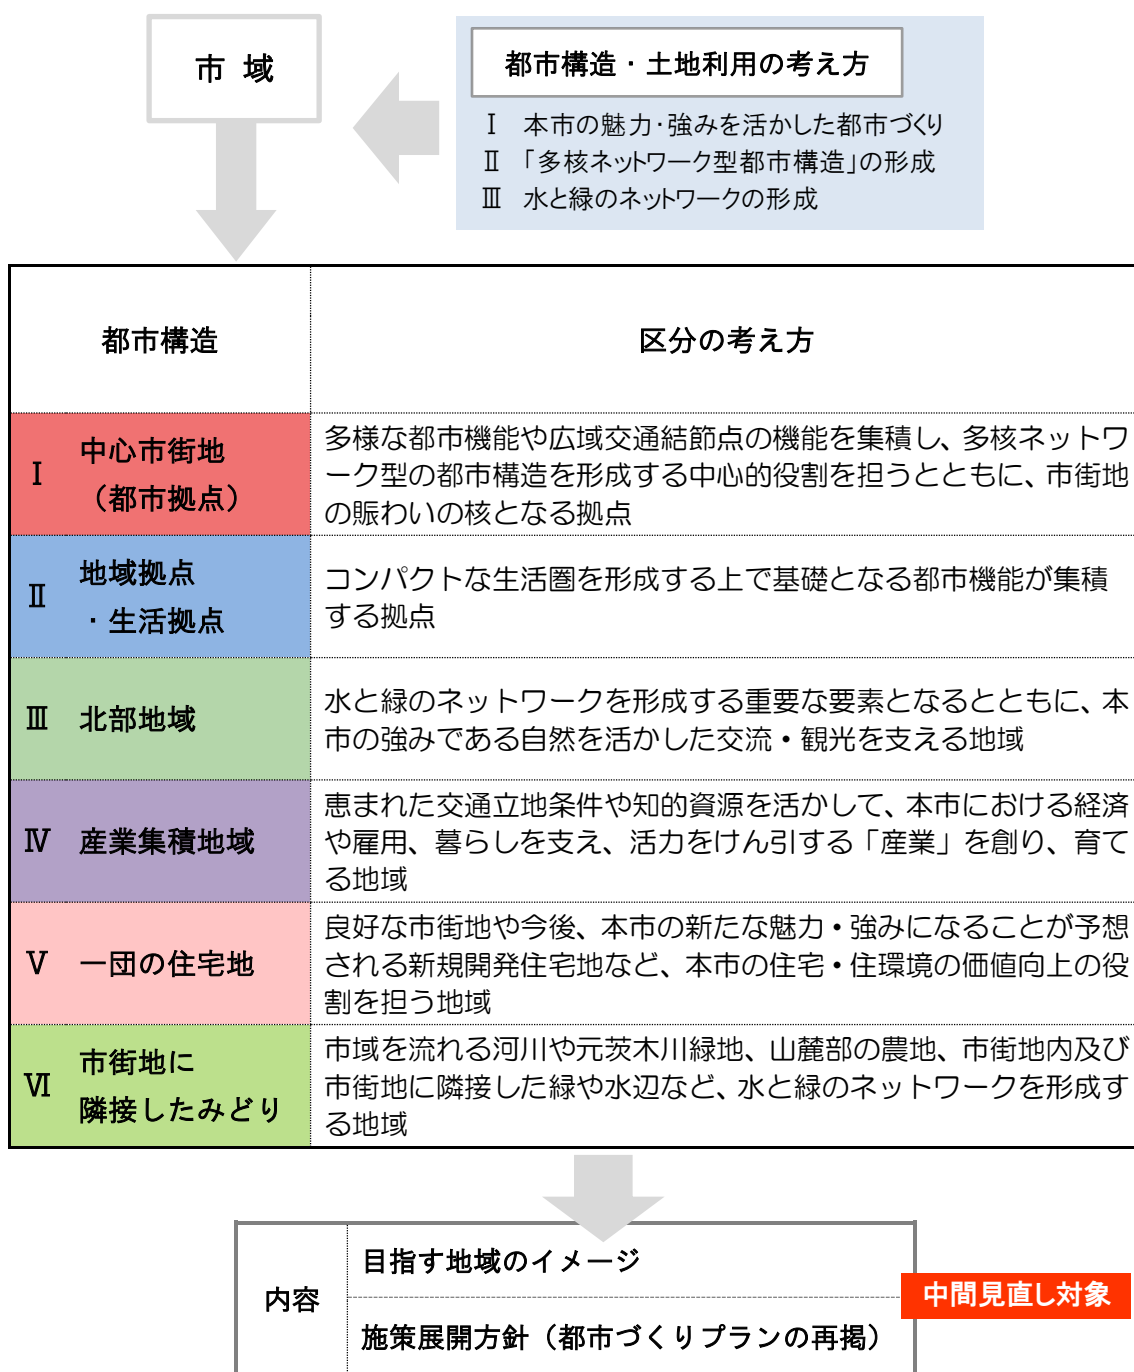 市 域
都市構造・土地利用の考え方
Ⅰ 本市の魅力・強みを活かした都市づくり
Ⅱ 「多核ネットワーク型都市構造」の形成
Ⅲ 水と緑のネットワークの形成
都市構造
区分の考え方
Ⅰ 中心市街地
（都市拠点）
多様な都市機能や広域交通結節点の機能を集積し、多核ネットワ
ーク型の都市構造を形成する中心的役割を担うとともに、市街地
の賑わいの核となる拠点
Ⅱ 地域拠点
・生活拠点
コンパクトな生活圏を形成する上で基礎となる都市機能が集積
する拠点
Ⅲ 北部地域
水と緑のネットワークを形成する重要な要素となるとともに、本
市の強みである自然を活かした交流・観光を支える地域
Ⅳ 産業集積地域
恵まれた交通立地条件や知的資源を活かして、本市における経済
や雇用、暮らしを支え、活力をけん引する「産業」を創り、育て
る地域
Ⅴ 一団の住宅地
良好な市街地や今後、本市の新たな魅力・強みになることが予想
される新規開発住宅地など、本市の住宅・住環境の価値向上の役
割を担う地域
Ⅵ 市街地に
隣接したみどり
市域を流れる河川や元茨木川緑地、山麓部の農地、市街地内及び
市街地に隣接した緑や水辺など、水と緑のネットワークを形成す
る地域
内容
目指す地域のイメージ
施策展開方針（都市づくりプランの再掲）
中間見直し対象